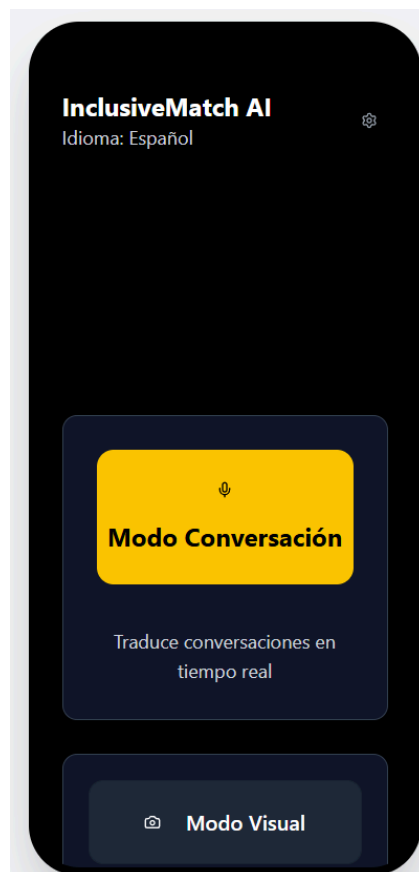 InclusiveMatch AI
Idioma: Español
Modo Conversación
Traduce conversaciones en
tiempo real
Modo Visual